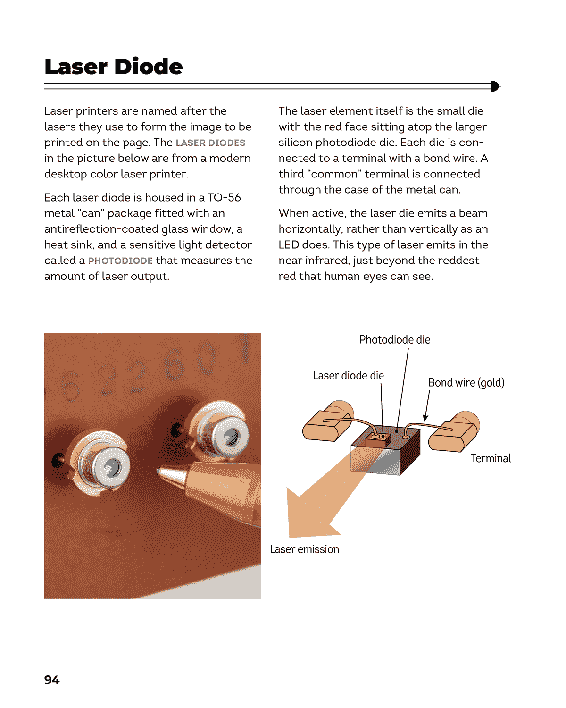 Laser Diode
Laser printers are named after the
lasers they use to form the image to be
printed on the page. The LASER DIODES
in the picture below are from a modern
desktop color laser printer.
Each laser diode is housed in a TO-56
metal "can" package fitted with an
antireflection-coated glass window, a
heat sink, and a sensitive light detector
called a PHOTODIODE that measures the
amount of laser output.
The laser element itself is the small die
with the red face sitting atop the larger
silicon photodiode die. Each die is con-
nected to a terminal with a bond wire. A
third "common" terminal is connected
through the case of the metal can.
When active, the laser die emits a beam
horizontally, rather than vertically as an
LED does. This type of laser emits in the
near infrared, just beyond the reddest
red that human eyes can see.
Photodiode die
Laser diode die
Bond wire (gold)
Terminal
Laser emission
94